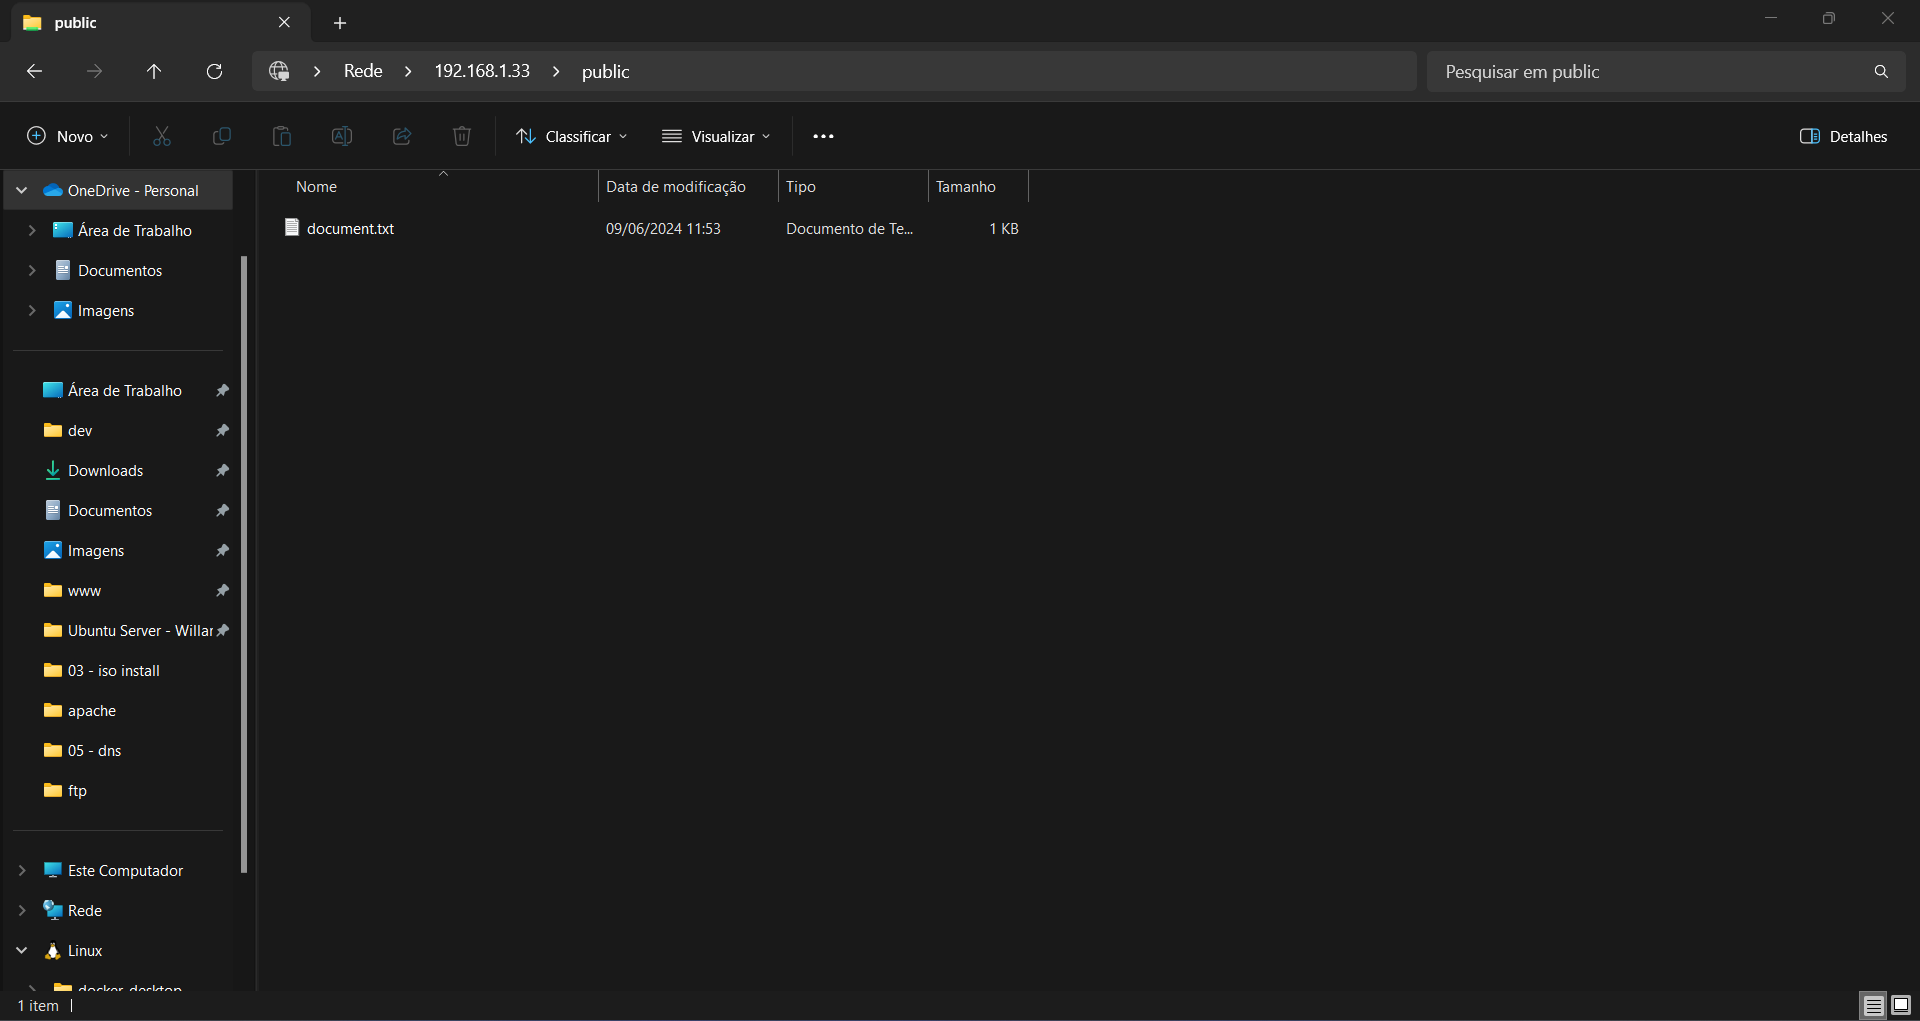 public
Rede
192.168.1.33
public
Pesquisar em public
Novo
Classificar
Visualizar
Detalhes
OneDrive - Personal
Área de Trabalho
Documentos
Imagens
Área de Trabalho
dev
Downloads
Documentos
Imagens
www
Ubuntu Server - Willar
03 - iso install
apache
05 - dns
ftp
Este Computador
Rede
Linux
docker-desktop
Nome
Data de modificação
Tipo
Tamanho
document.txt
09/06/2024 11:53
Documento de Te...
1 KB
1 item